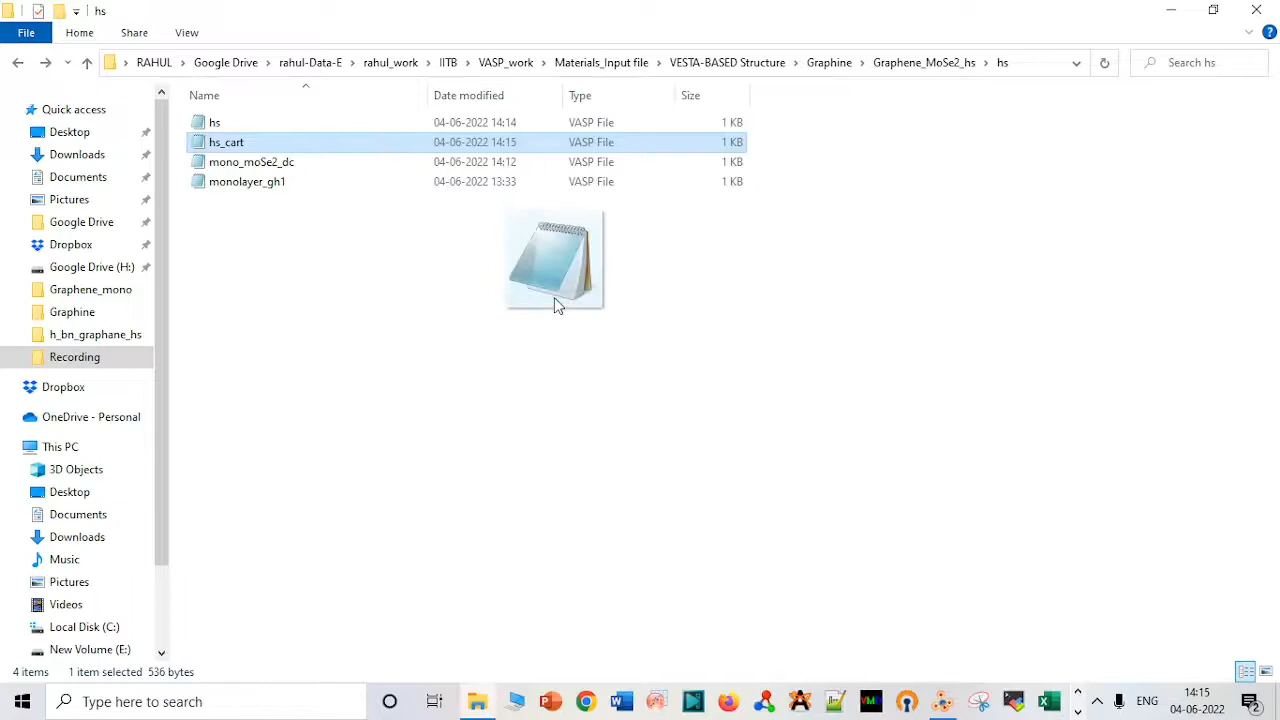 hs
File Home Share View
RAHUL Google Drive rahul-Data-E rahul_work IITB VASP_work Materials_Input file VESTA-BASED Structure Graphine Graphene_MoSe2_hs hs
Search hs
Name Date modified Type Size
hs 04-06-2022 14:14 VASP File 1 KB
hs_cart 04-06-2022 14:15 VASP File 1 KB
mono_moSe2_dc 04-06-2022 14:12 VASP File 1 KB
monolayer_gh1 04-06-2022 13:33 VASP File 1 KB
Quick access
Desktop
Downloads
Documents
Pictures
Google Drive
Dropbox
Google Drive (H:)
Graphene_mono
Graphine
h_bn_graphane_hs
Recording
Dropbox
OneDrive - Personal
This PC
3D Objects
Desktop
Documents
Downloads
Music
Pictures
Videos
Local Disk (C:)
New Volume (E:)
4 items 1 item selected 536 bytes
Type here to search
ENG
14:15
04-06-2022
2